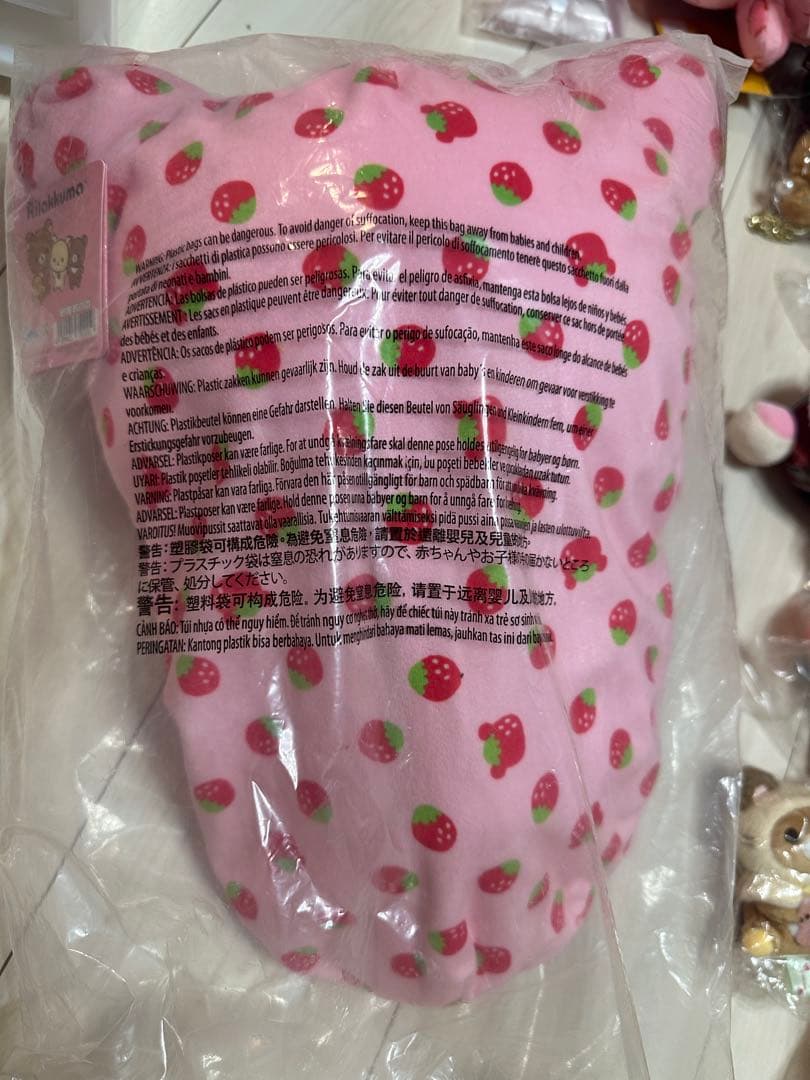 Rilakkuma™
WARNING: Plastic bags can be dangerous. To avoid danger of suffocation, keep this bag away from babies and children.
AVVERTENZA: i sacchetti di plastica possono essere pericolosi. Per evitare il pericolo di soffocamento tenere questo sacchetto fuori dalla
portata di neonati e bambini.
ADVERTENCIA: Las bolsas de plástico pueden ser peligrosas. Para evitar el peligro de asfixia, mantenga esta bolsa lejos de niños y bebés.
AVERTISSEMENT: Les sacs en plastique peuvent être dangereux. Pour éviter tout danger de suffocation, conserver ce sac hors de portée
des bébés et des enfants.
ADVERTÊNCIA: Os sacos de plástico podem ser perigosos. Para evitar o perigo de sufocação, mantenha este saco longe do alcance de bebés
e crianças.
WAARSCHUWING: Plastic zakken kunnen gevaarlijk zijn. Houd de zak uit de buurt van baby's en kinderen om gevaar voor verstikking te
voorkomen.
ACHTUNG: Plastikbeutel können eine Gefahr darstellen. Halten Sie diesen Beutel von Säuglingen und Kleinkindern fern, um einer
Erstickungsgefahr vorzubeugen.
ADVARSEL: Plastikposer kan være farlige. For at undgå kvælningsfare skal denne pose holdes utilgængelig for babyer og børn.
UYARI: Plastik poşetler tehlikeli olabilir. Boğulma tehlikesinden kaçınmak için, bu poşeti bebekler ve çocuklardan uzak tutun.
VARNING: Plastpåsar kan vara farliga. Förvara den här påsen otillgängligt för barn och spädbarn för att undvika kvävning.
ADVARSEL: Plastposer kan være farlige. Hold denne posen unna babyer og barn for å unngå fare for kvelning.
VAROITUS! Muovipussit saattavat olla vaarallisia. Tukehtumisvaaran välttämiseksi pidä pussi aina poissa vauvojen ja lasten ulottuvilta.
警告：塑膠袋可構成危險。為避免窒息危險，請置於遠離嬰兒及兒童的地方。
警告：プラスチック袋は窒息の恐れがありますので、赤ちゃんやお子様の手の届かないところ
に保管、処分してください。
警告：塑料袋可构成危险。为避免窒息危险，请置于远离婴儿及儿童的地方。
CẢNH BÁO: Túi nhựa có thể nguy hiểm. Để tránh nguy cơ nghẹt thở, hãy để chiếc túi này tránh xa trẻ sơ sinh và
PERINGATAN: Kantong plastik bisa berbahaya. Untuk menghindari bahaya mati lemas, jauhkan tas ini dari bayi